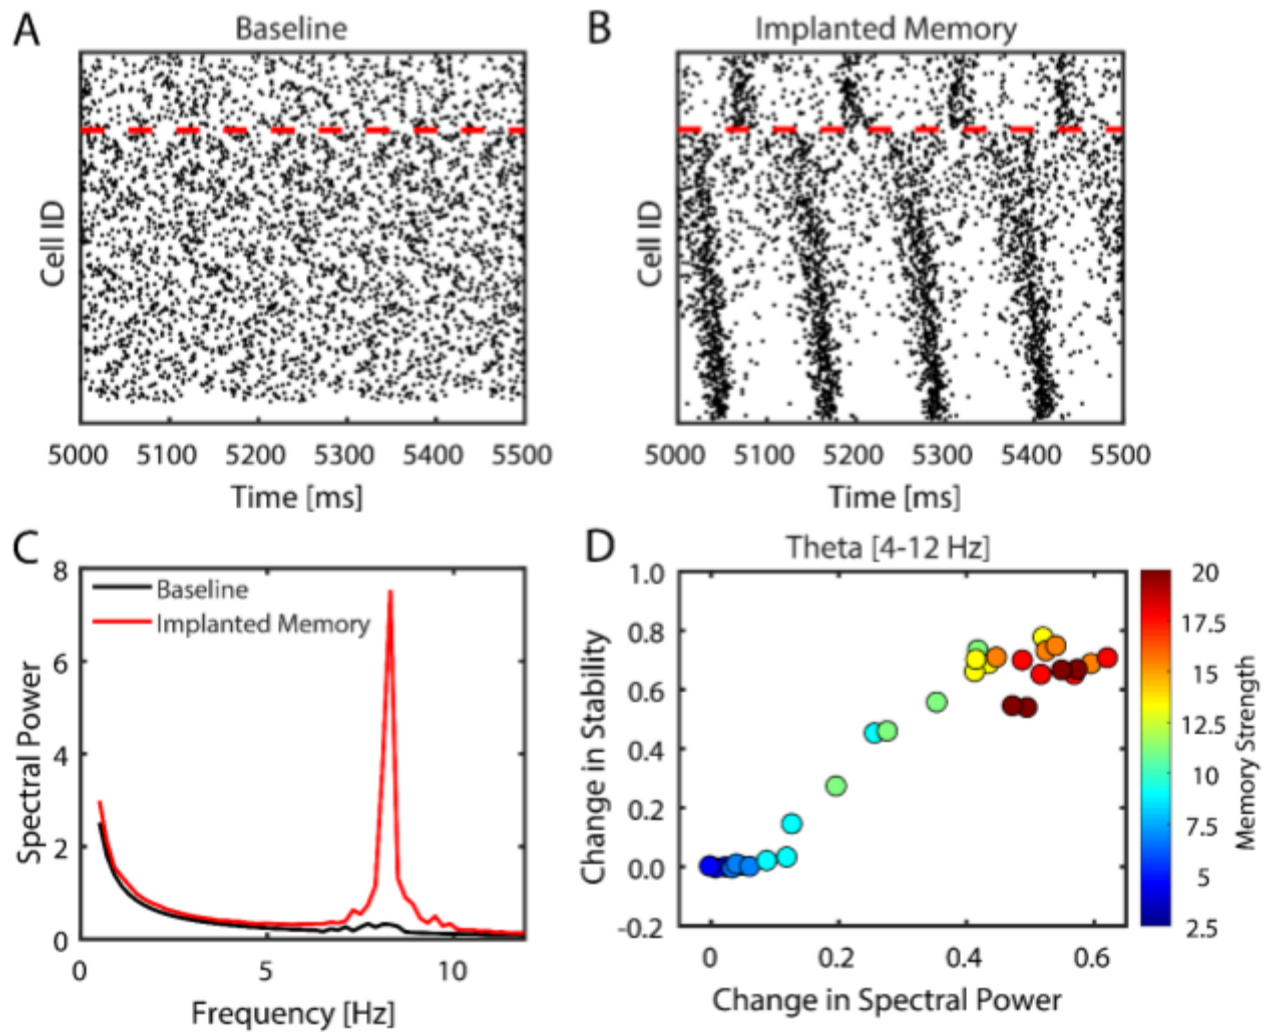 A
Baseline
Cell ID
5000 5100 5200 5300 5400 5500
Time [ms]
B
Implanted Memory
Cell ID
5000 5100 5200 5300 5400 5500
Time [ms]
C
8
6
4
2
0
Spectral Power
Baseline
Implanted Memory
0 5 10
Frequency [Hz]
D
Theta [4-12 Hz]
1.0
0.8
0.6
0.4
0.2
0.0
-0.2
Change in Stability
0 0.2 0.4 0.6
Change in Spectral Power
20
17.5
15
12.5
10
7.5
5
2.5
Memory Strength